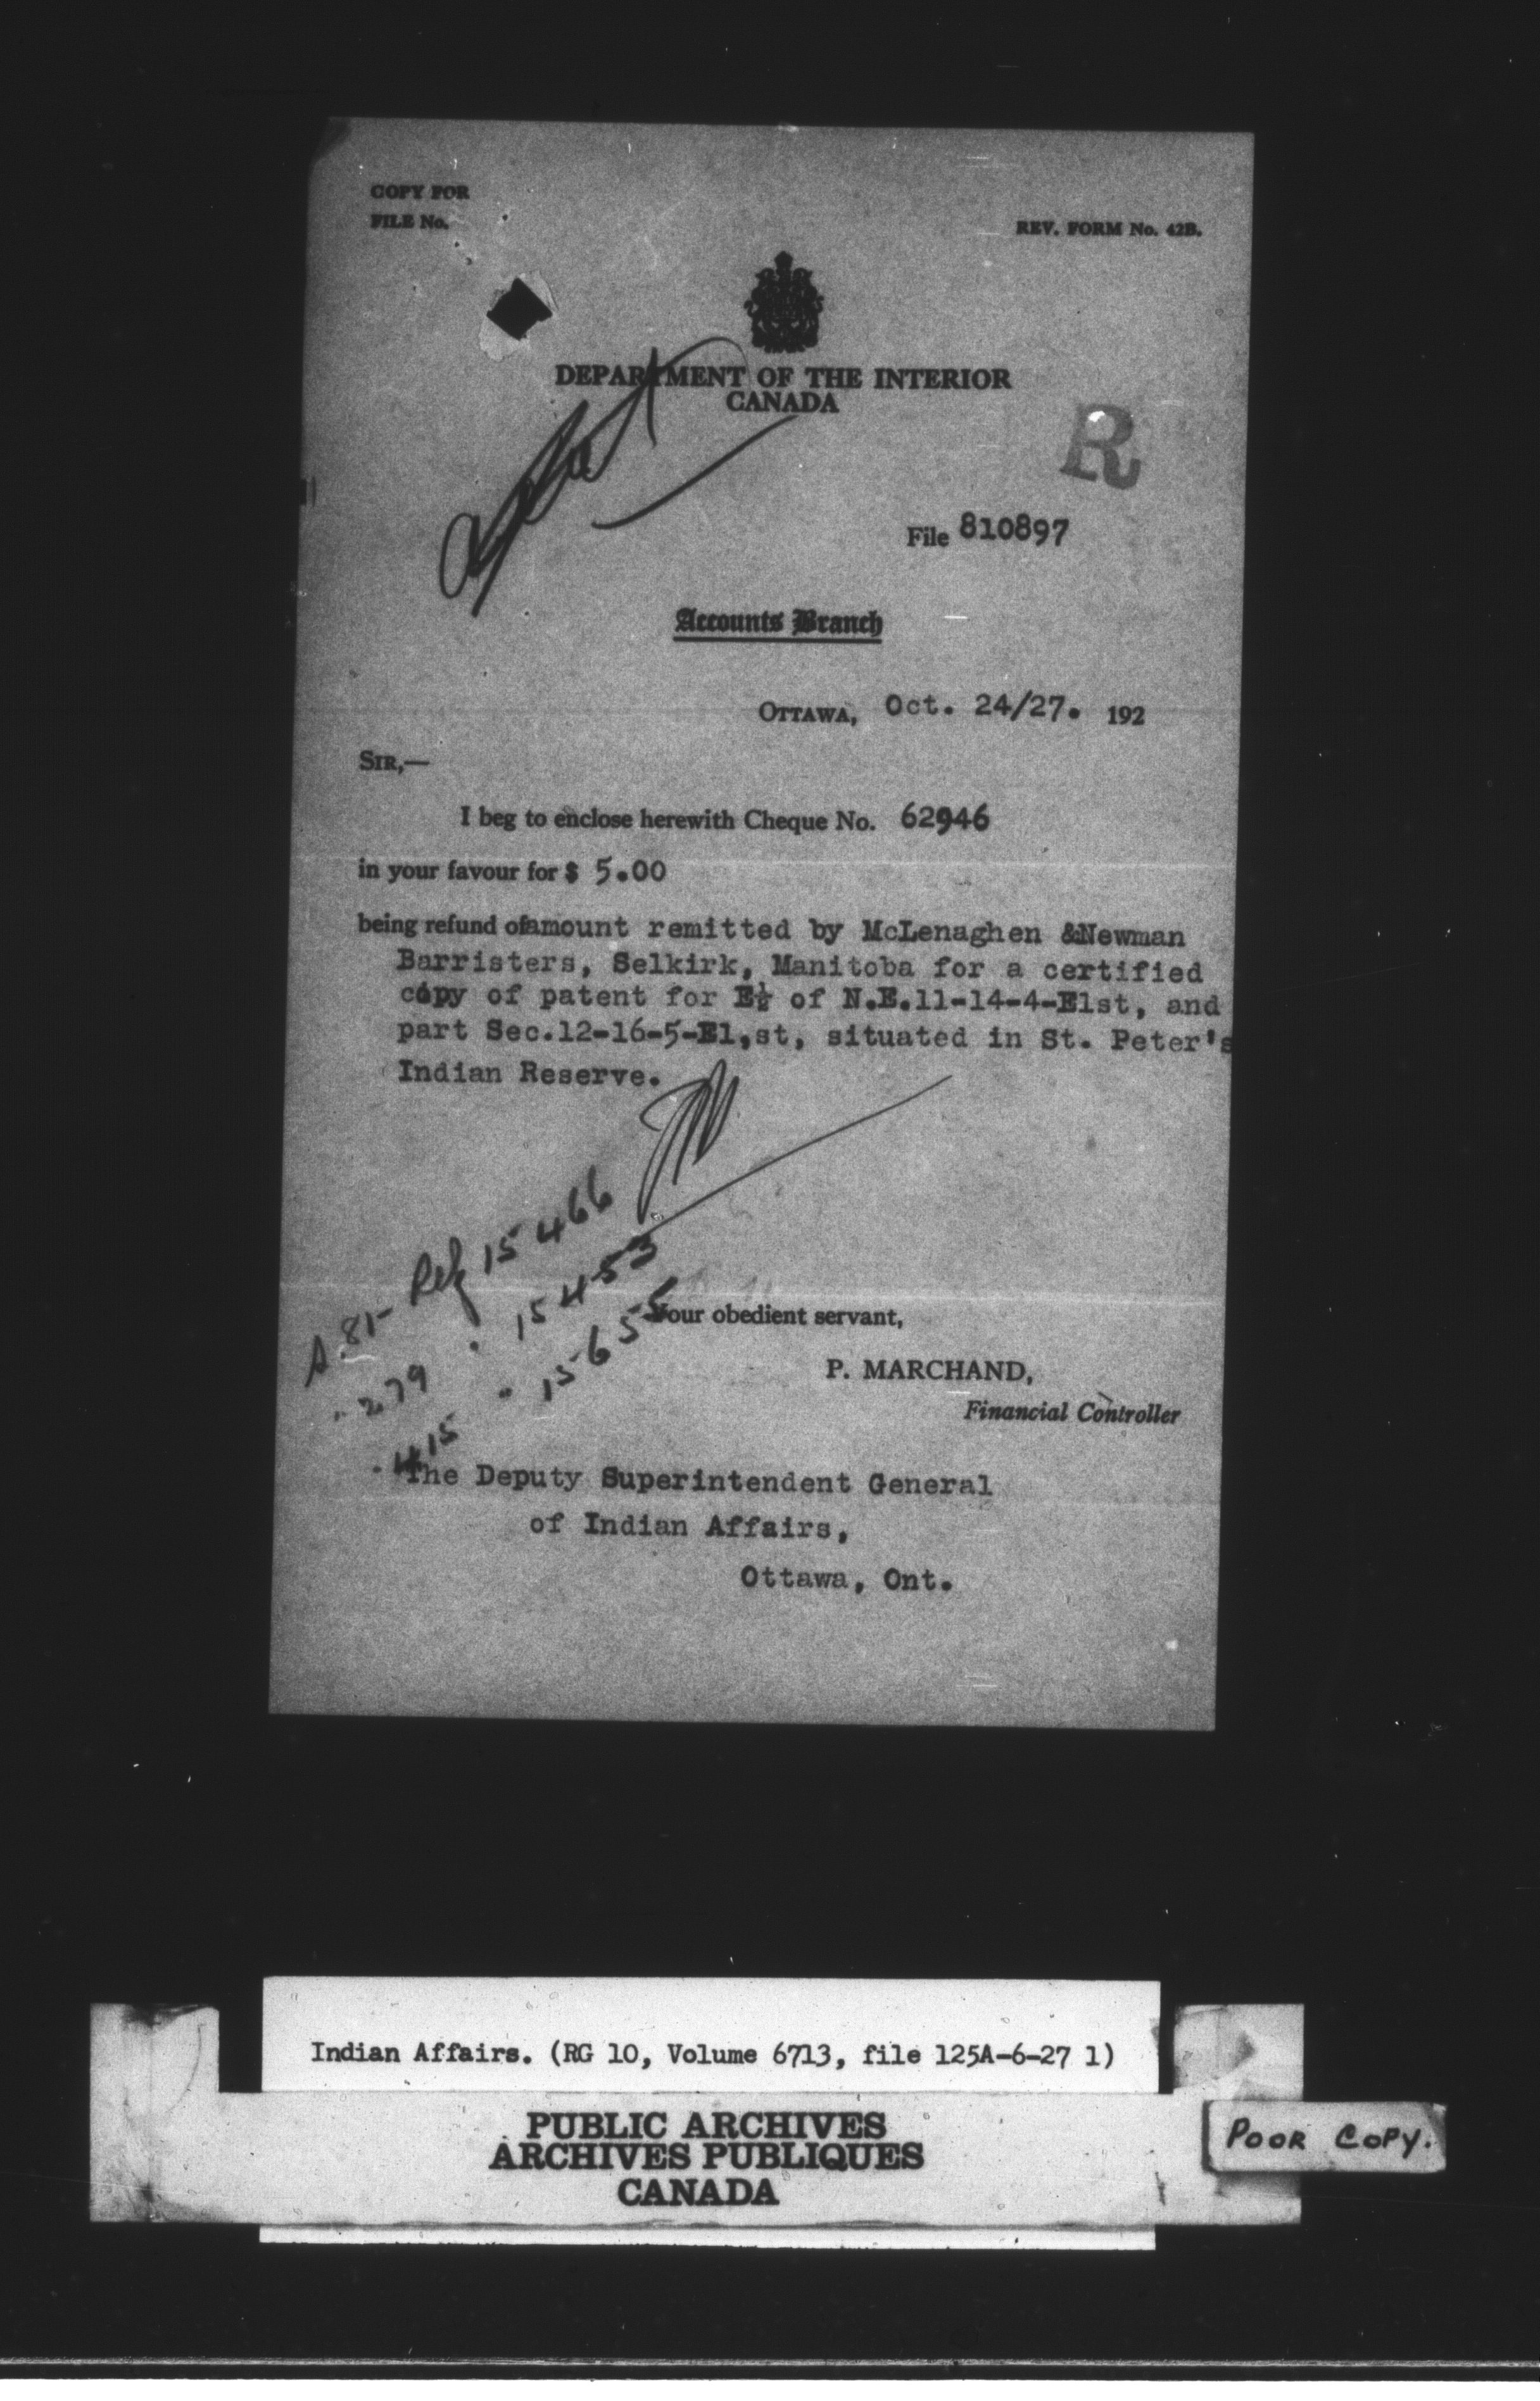 COPY FOR
FILE No.
REV. FORM No. 42B.
DEPARTMENT OF THE INTERIOR
CANADA
R
File 810897
Accounts Branch
OTTAWA, Oct. 24/27. 192
SIR,—
I beg to enclose herewith Cheque No. 62946
in your favour for $ 5.00
being refund of amount remitted by McLenaghen &Newman
Barristers, Selkirk, Manitoba for a certified
copy of patent for E½ of N.E.11-14-4-E1st, and
part Sec.12-16-5-E1,st, situated in St. Peter's
Indian Reserve.
81- Reg 15466
" 279 " 15453
" 415 " 15655
Your obedient servant,
P. MARCHAND,
Financial Controller
The Deputy Superintendent General
of Indian Affairs,
Ottawa, Ont.
Indian Affairs. (RG 10, Volume 6713, file 125A-6-27 1)
PUBLIC ARCHIVES
ARCHIVES PUBLIQUES
CANADA
POOR COPY.